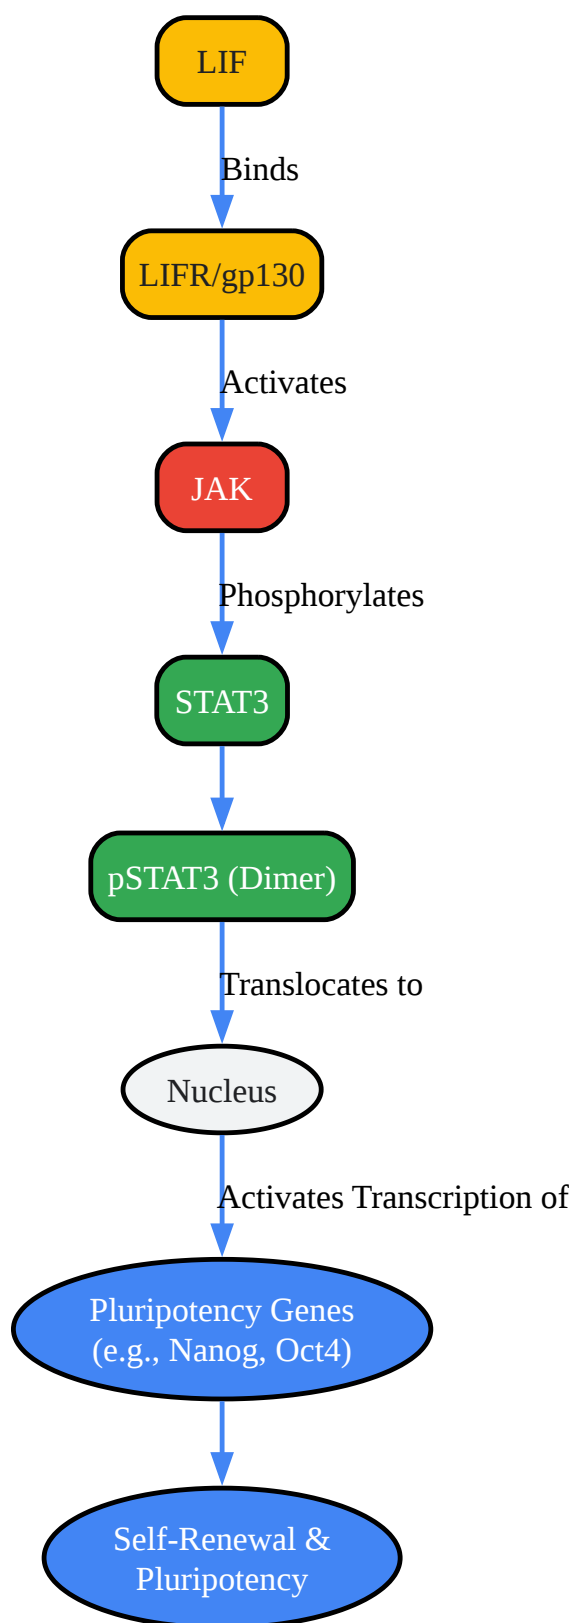 LIF
Binds
LIFR/gp130
Activates
JAK
Phosphorylates
STAT3
pSTAT3 (Dimer)
Translocates to
Nucleus
Activates Transcription of
Pluripotency Genes
(e.g., Nanog, Oct4)
Self-Renewal &
Pluripotency